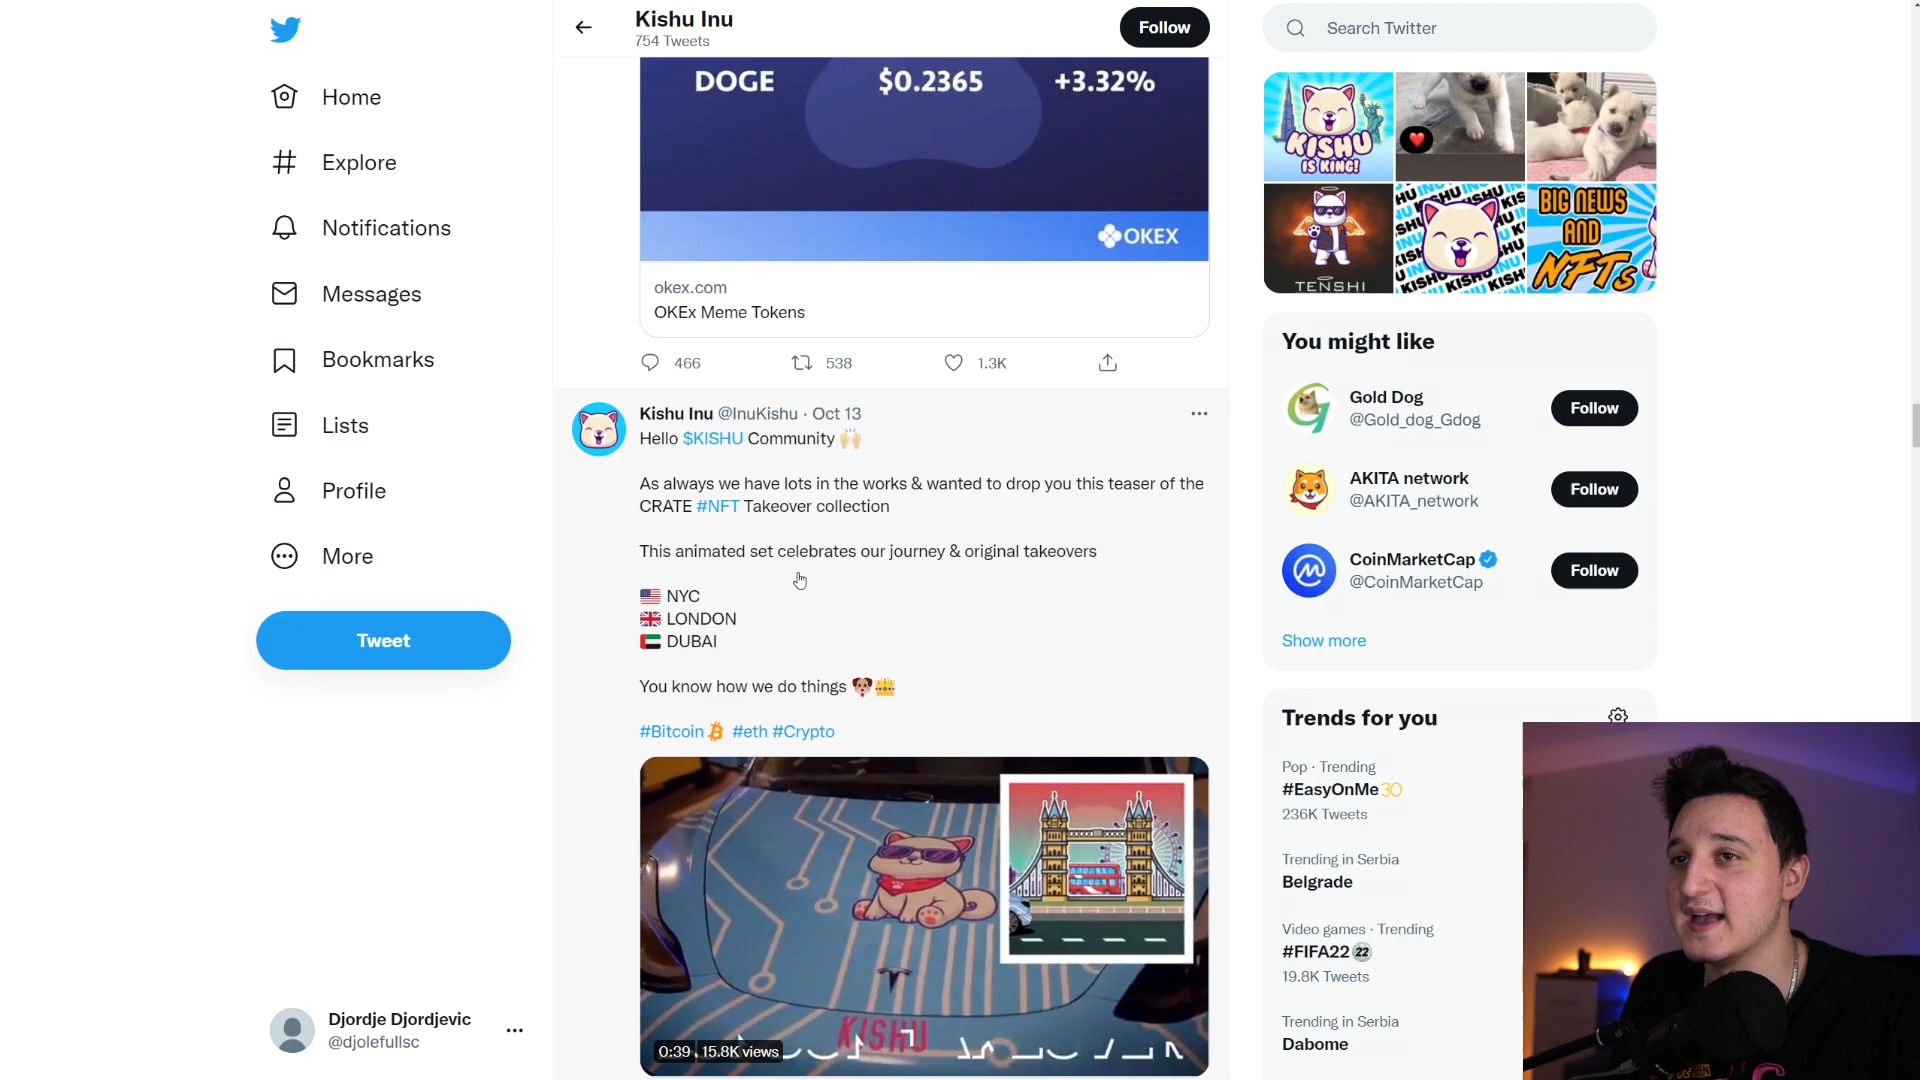 Home
Explore
Notifications
Messages
Bookmarks
Lists
Profile
More
Tweet
Djordje Djordjevic
@djolefullsc
Kishu Inu
754 Tweets
Follow
DOGE $0.2365 +3.32%
OKEX
okex.com
OKEx Meme Tokens
466 538 1.3K
Kishu Inu @InuKishu · Oct 13
Hello $KISHU Community 🙌🏻
As always we have lots in the works & wanted to drop you this teaser of the
CRATE #NFT Takeover collection
This animated set celebrates our journey & original takeovers
🇺🇸 NYC
🇬🇧 LONDON
🇦🇪 DUBAI
You know how we do things 🐶👑
#Bitcoin #eth #Crypto
KISHU
0:39 15.8K views
Search Twitter
KISHU
IS KING!
TENSHI
BIG NEWS
AND
NFTs
You might like
Gold Dog
@Gold_dog_Gdog
Follow
AKITA network
@AKITA_network
Follow
CoinMarketCap
@CoinMarketCap
Follow
Show more
Trends for you
Pop · Trending
#EasyOnMe
236K Tweets
Trending in Serbia
Belgrade
Video games · Trending
#FIFA22
19.8K Tweets
Trending in Serbia
Dabome